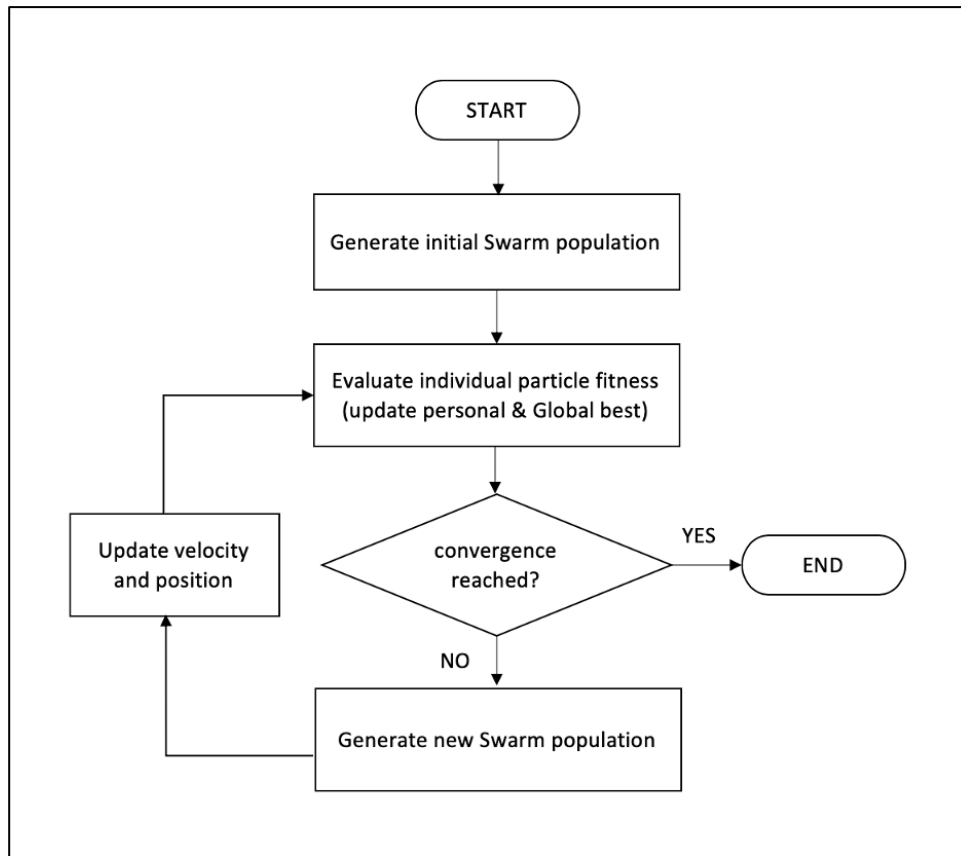 START
Generate initial Swarm population
Evaluate individual particle fitness
(update personal & Global best)
Update velocity
and position
convergence
reached?
YES
END
NO
Generate new Swarm population